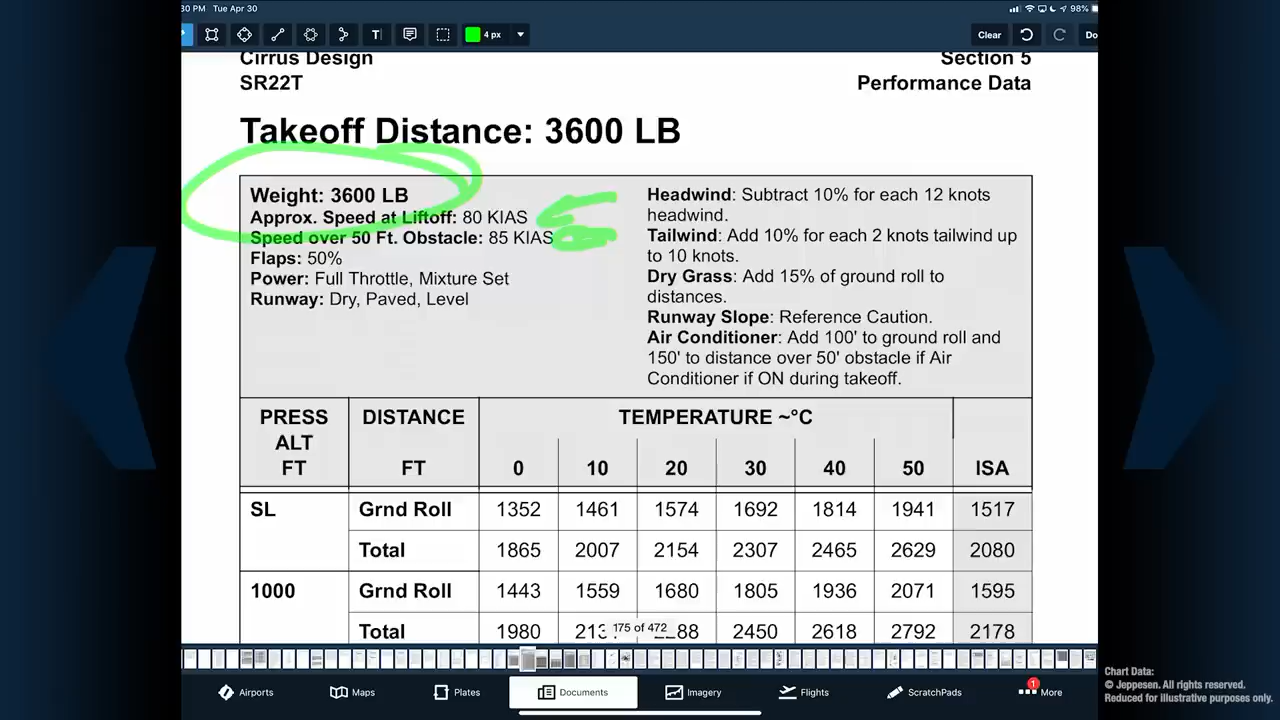 30 PM Tue Apr 30
98%
T
4 px
Clear
Do
Cirrus Design
Section 5
SR22T
Performance Data
Takeoff Distance: 3600 LB
Weight: 3600 LB
Approx. Speed at Liftoff: 80 KIAS
Speed over 50 Ft. Obstacle: 85 KIAS
Flaps: 50%
Power: Full Throttle, Mixture Set
Runway: Dry, Paved, Level
Headwind: Subtract 10% for each 12 knots
headwind.
Tailwind: Add 10% for each 2 knots tailwind up
to 10 knots.
Dry Grass: Add 15% of ground roll to
distances.
Runway Slope: Reference Caution.
Air Conditioner: Add 100' to ground roll and
150' to distance over 50' obstacle if Air
Conditioner if ON during takeoff.
PRESS
ALT
FT
DISTANCE
FT
TEMPERATURE ~°C
0 10 20 30 40 50 ISA
SL Grnd Roll 1352 1461 1574 1692 1814 1941 1517
Total 1865 2007 2154 2307 2465 2629 2080
1000 Grnd Roll 1443 1559 1680 1805 1936 2071 1595
Total 1980 2450 2618 2792 2178
175 of 472
Airports Maps Plates Documents Imagery Flights ScratchPads 1 More
Chart Data:
© Jeppesen. All rights reserved.
Reduced for illustrative purposes only.